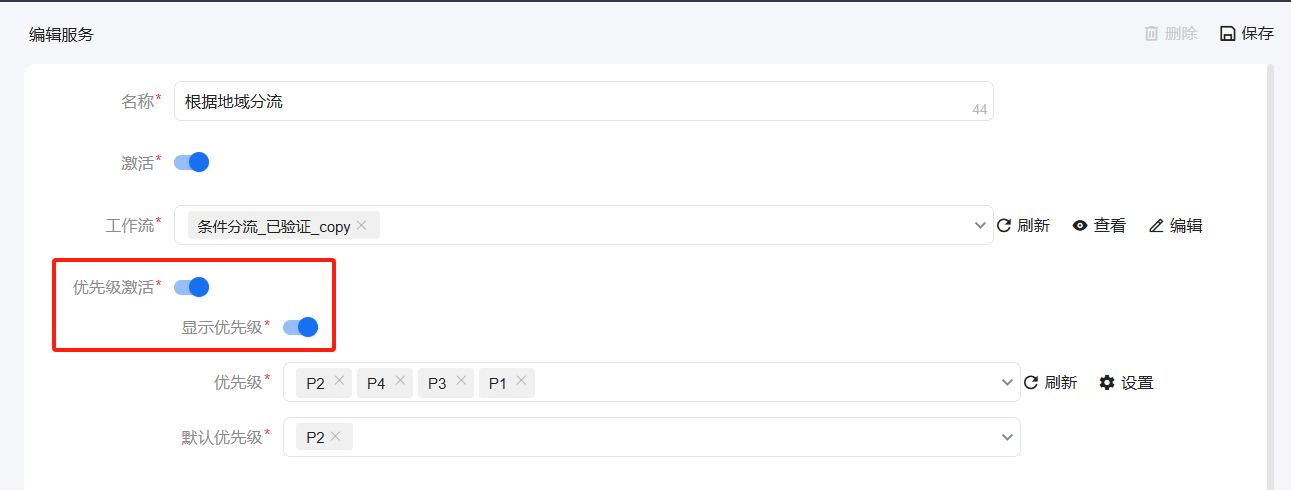 编辑服务 删除 保存
名称* 根据地域分流 44
激活*
工作流* 条件分流_已验证_copy 刷新 查看 编辑
优先级激活*
显示优先级*
优先级* P2 P4 P3 P1 刷新 设置
默认优先级* P2